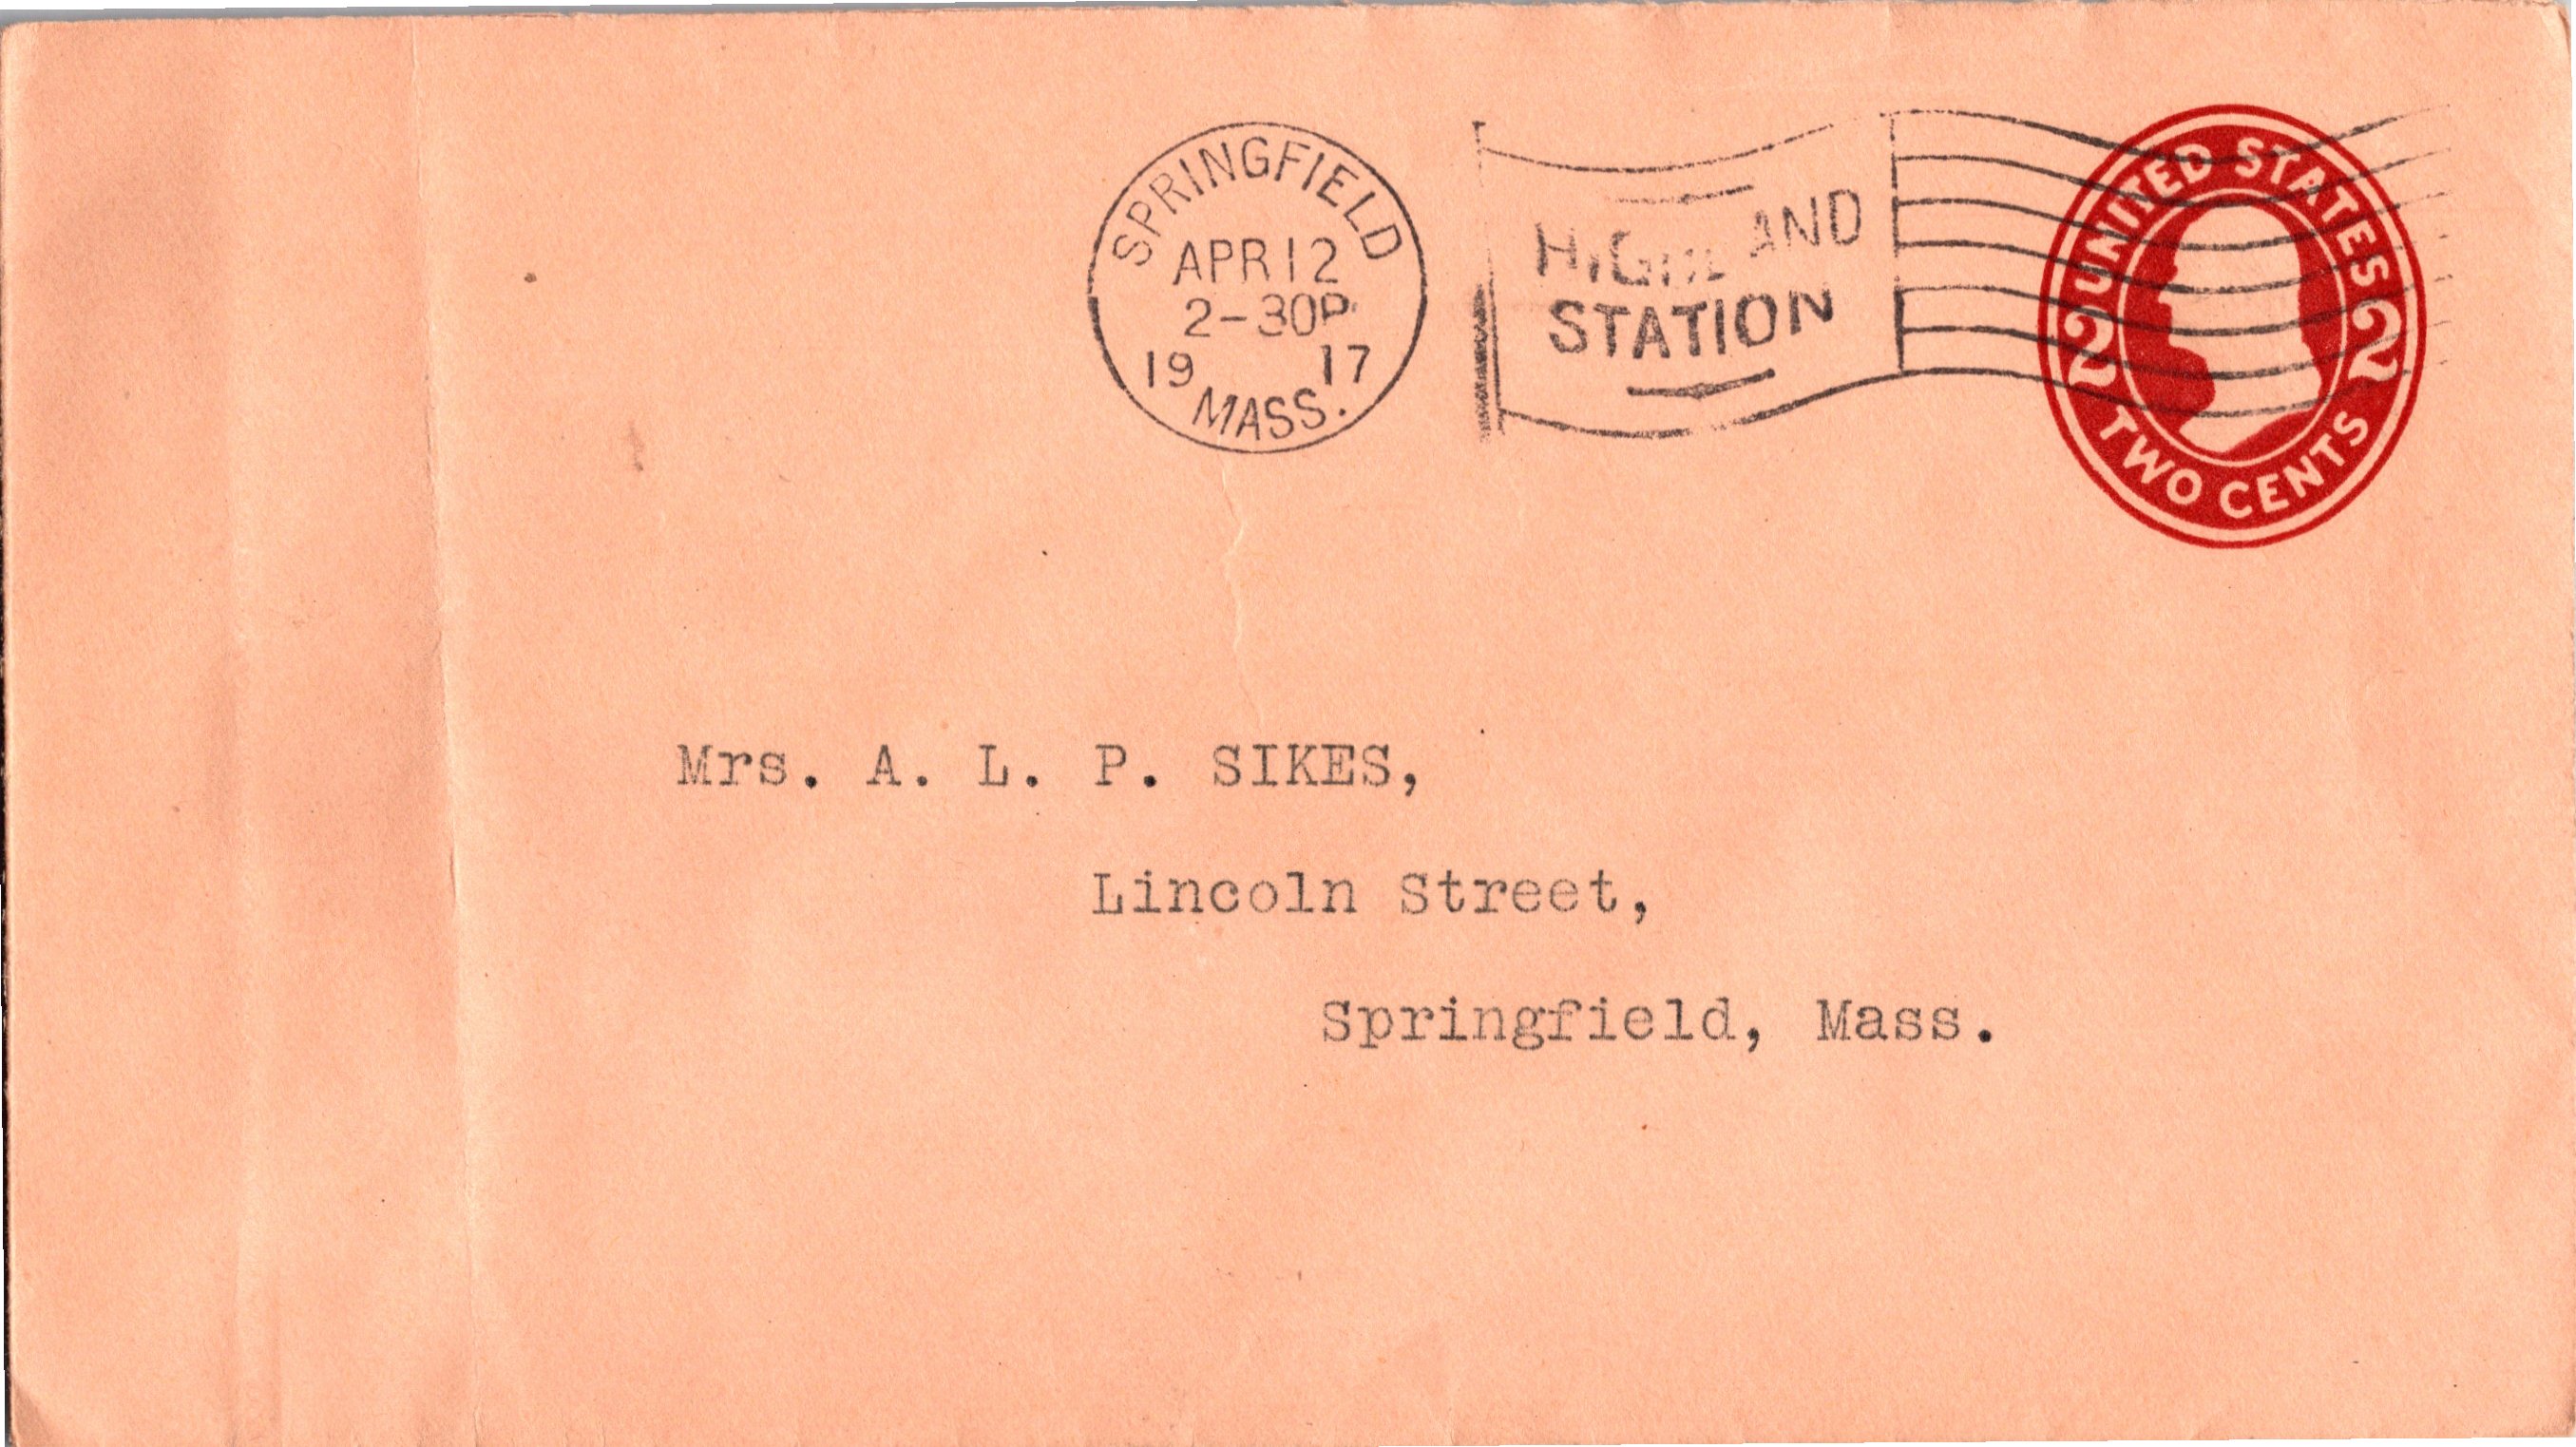 SPRINGFIELD
APR 12
2-30P
19 17
MASS.
HIGHLAND
STATION
UNITED STATES
2 2
TWO CENTS
Mrs. A. L. P. SIKES,
Lincoln Street,
Springfield, Mass.